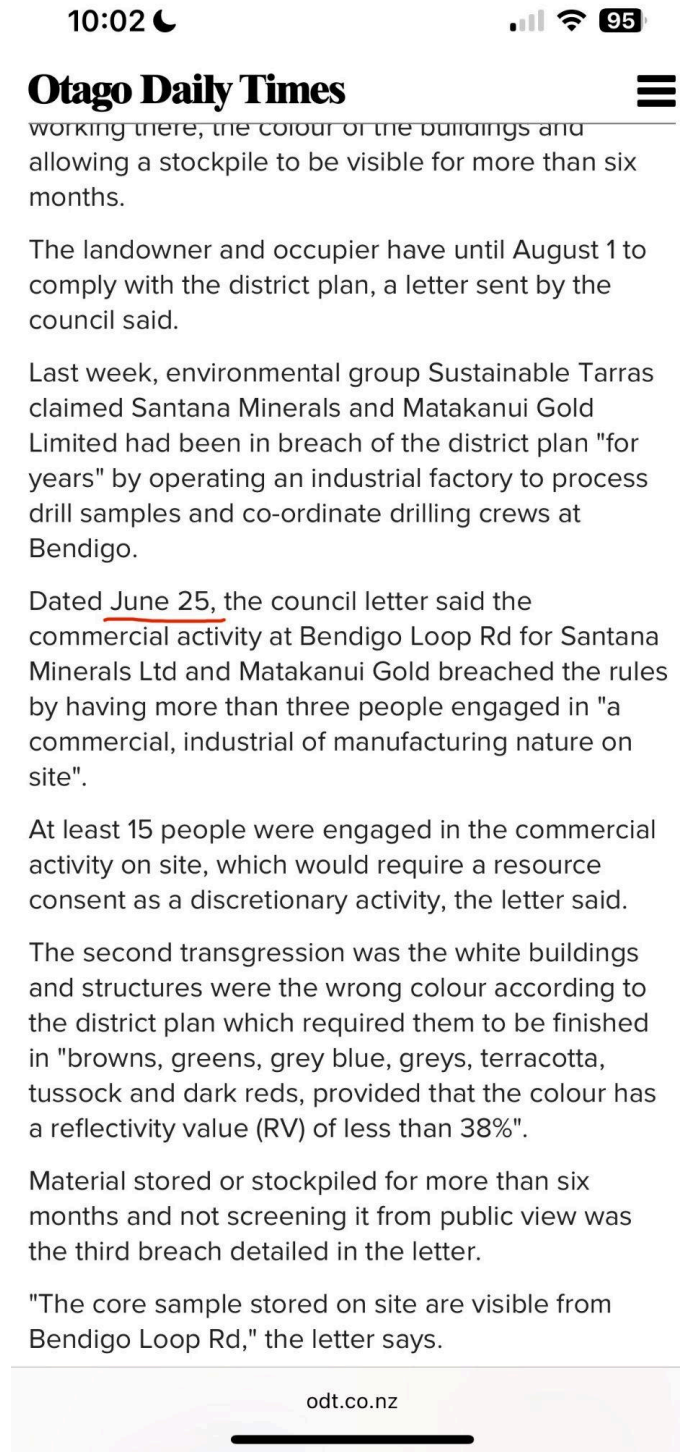 10:02
95
Otago Daily Times
working there, the colour of the buildings and
allowing a stockpile to be visible for more than six
months.
The landowner and occupier have until August 1 to
comply with the district plan, a letter sent by the
council said.
Last week, environmental group Sustainable Tarras
claimed Santana Minerals and Matakanui Gold
Limited had been in breach of the district plan "for
years" by operating an industrial factory to process
drill samples and co-ordinate drilling crews at
Bendigo.
Dated June 25, the council letter said the
commercial activity at Bendigo Loop Rd for Santana
Minerals Ltd and Matakanui Gold breached the rules
by having more than three people engaged in "a
commercial, industrial of manufacturing nature on
site".
At least 15 people were engaged in the commercial
activity on site, which would require a resource
consent as a discretionary activity, the letter said.
The second transgression was the white buildings
and structures were the wrong colour according to
the district plan which required them to be finished
in "browns, greens, grey blue, greys, terracotta,
tussock and dark reds, provided that the colour has
a reflectivity value (RV) of less than 38%".
Material stored or stockpiled for more than six
months and not screening it from public view was
the third breach detailed in the letter.
"The core sample stored on site are visible from
Bendigo Loop Rd," the letter says.
odt.co.nz